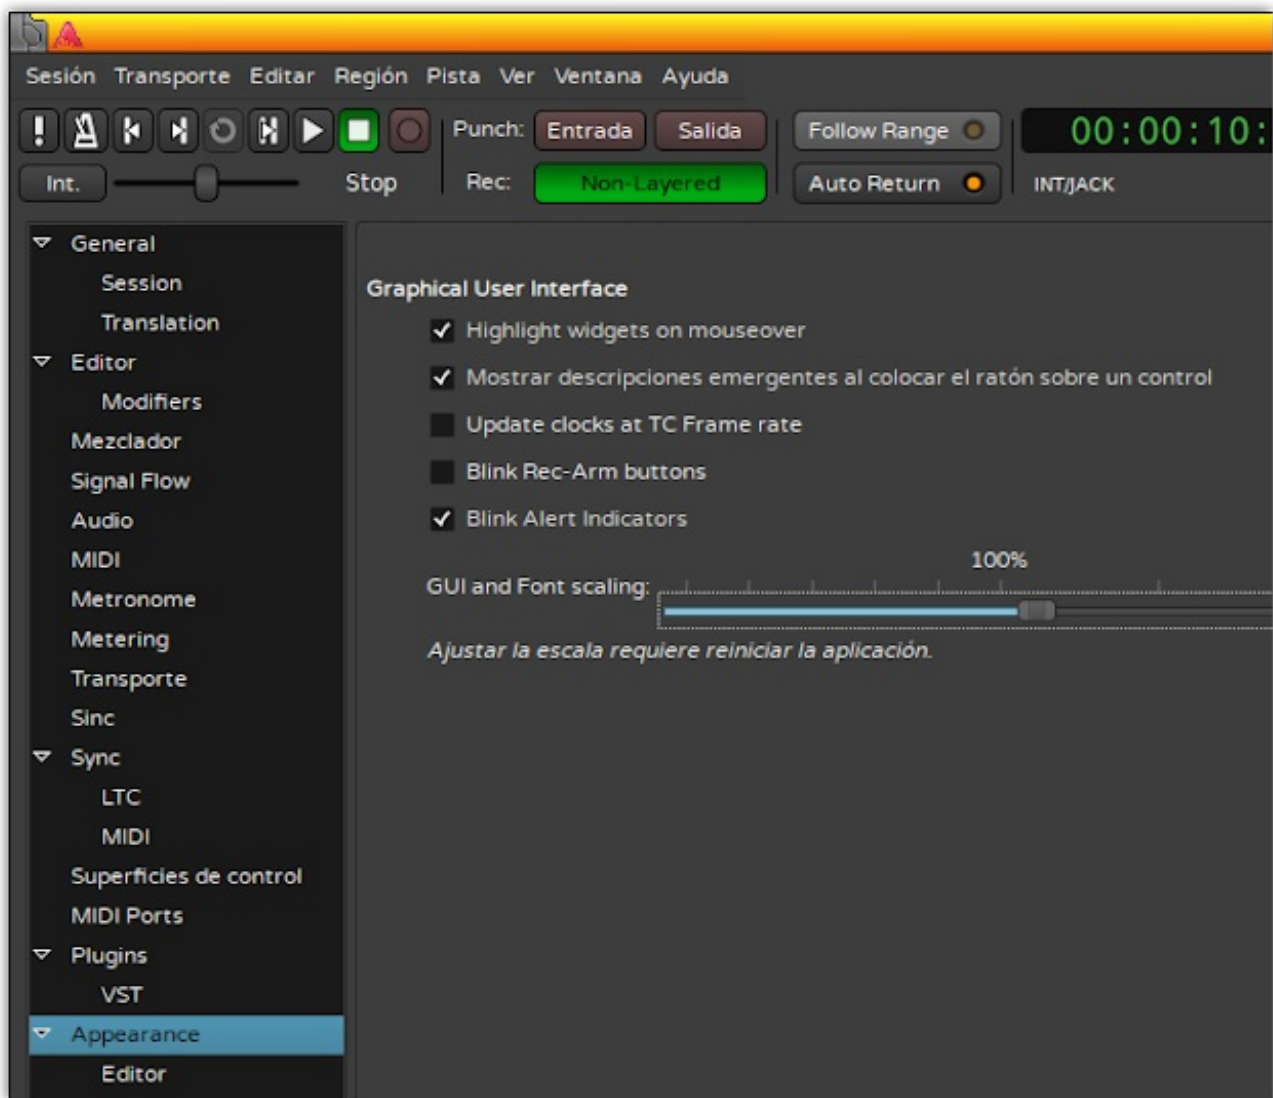 Sesión Transporte Editar Región Pista Ver Ventana Ayuda
Punch: Entrada Salida Follow Range 00:00:10:
Int. Stop Rec: Non-Layered Auto Return INT/JACK
General
Session
Translation
Editor
Modifiers
Mezclador
Signal Flow
Audio
MIDI
Metronome
Metering
Transporte
Sinc
Sync
LTC
MIDI
Superficies de control
MIDI Ports
Plugins
VST
Appearance
Editor
Graphical User Interface
Highlight widgets on mouseover
Mostrar descripciones emergentes al colocar el ratón sobre un control
Update clocks at TC Frame rate
Blink Rec-Arm buttons
Blink Alert Indicators
100%
GUI and Font scaling:
Ajustar la escala requiere reiniciar la aplicación.